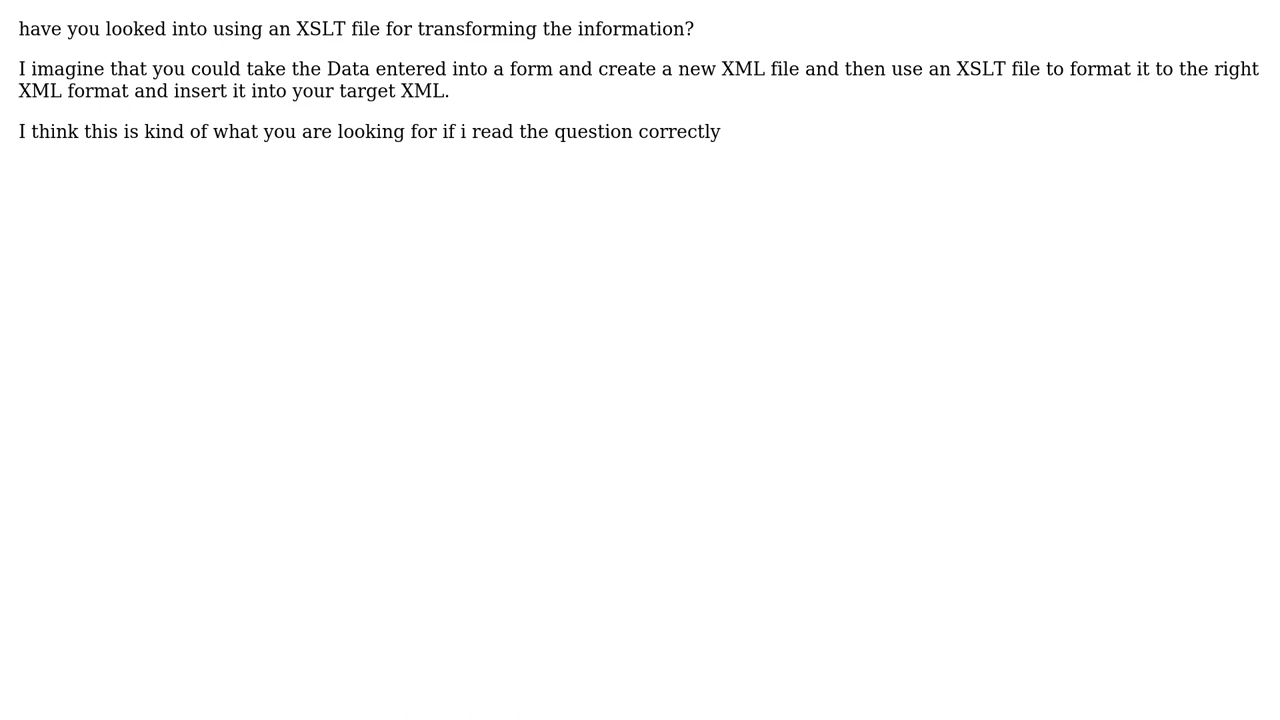 have you looked into using an XSLT file for transforming the information?
I imagine that you could take the Data entered into a form and create a new XML file and then use an XSLT file to format it to the right
XML format and insert it into your target XML.
I think this is kind of what you are looking for if i read the question correctly